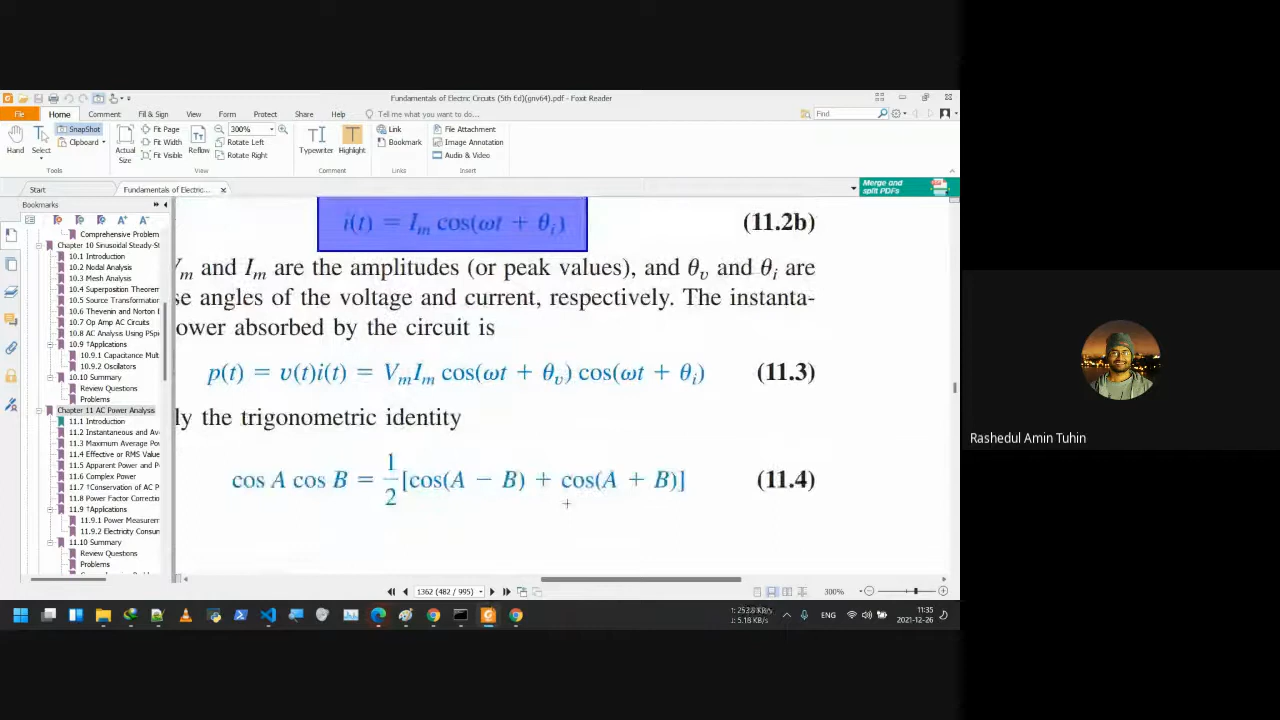 Fundamentals of Electric Circuits (5th Ed)(gnv64).pdf - Foxit Reader
File Home Comment Fill & Sign View Form Protect Share Help Tell me what you want to do... Find
Hand
Select
SnapShot
Clipboard
Tools
Actual Size
Fit Page
Fit Width
Fit Visible
Reflow
300%
Rotate Left
Rotate Right
View
Typewriter
Highlight
Comment
Link
Bookmark
Links
File Attachment
Image Annotation
Audio & Video
Insert
Start
Fundamentals of Electric...
Merge and split PDFs
Bookmarks
Comprehensive Problem
Chapter 10 Sinusoidal Steady-S
10.1 Introduction
10.2 Nodal Analysis
10.3 Mesh Analysis
10.4 Superposition Theorem
10.5 Source Transformation
10.6 Thevenin and Norton E
10.7 Op Amp AC Circuits
10.8 AC Analysis Using PSpi
10.9 †Applications
10.9.1 Capacitance Mult
10.9.2 Oscillators
10.10 Summary
Review Questions
Problems
Chapter 11 AC Power Analysis
11.1 Introduction
11.2 Instantaneous and Av
11.3 Maximum Average Po
11.4 Effective or RMS Value
11.5 Apparent Power and P
11.6 Complex Power
11.7 †Conservation of AC P
11.8 Power Factor Correctio
11.9 †Applications
11.9.1 Power Measurem
11.9.2 Electricity Consum
11.10 Summary
Review Questions
Problems
i(t) = I_m cos(ωt + θ_i) (11.2b)
V_m and I_m are the amplitudes (or peak values), and θ_v and θ_i are
se angles of the voltage and current, respectively. The instanta-
ower absorbed by the circuit is
p(t) = v(t)i(t) = V_m I_m cos(ωt + θ_v) cos(ωt + θ_i) (11.3)
ly the trigonometric identity
cos A cos B = 1/2 [cos(A − B) + cos(A + B)] (11.4)
1362 (482 / 995)
300%
ENG
11:35
2021-12-26
Rashedul Amin Tuhin